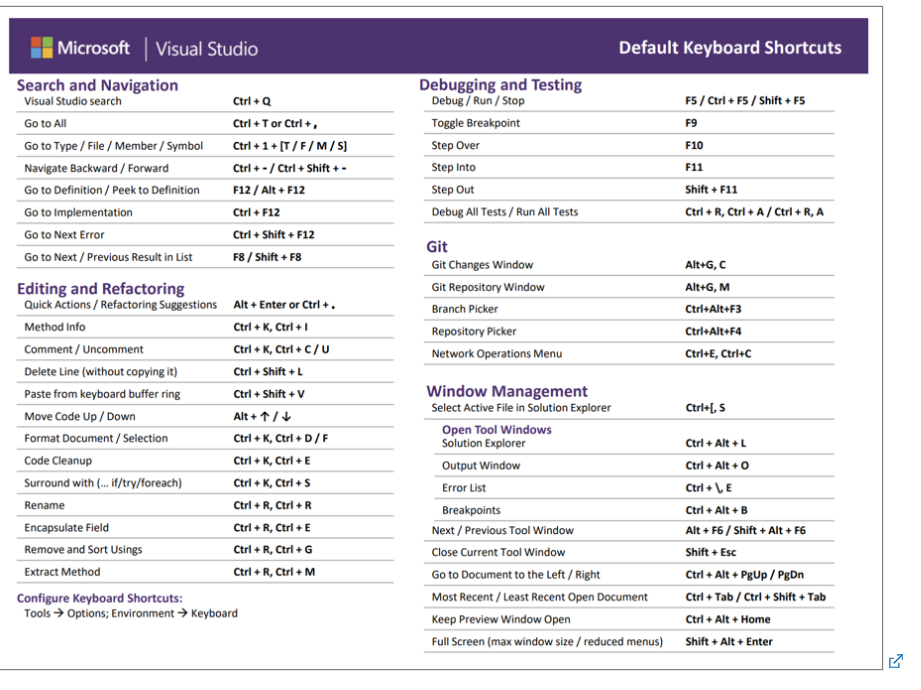 Microsoft | Visual Studio
Default Keyboard Shortcuts
Search and Navigation
Visual Studio search Ctrl + Q
Go to All Ctrl + T or Ctrl + ,
Go to Type / File / Member / Symbol Ctrl + 1 + [T / F / M / S]
Navigate Backward / Forward Ctrl + - / Ctrl + Shift + -
Go to Definition / Peek to Definition F12 / Alt + F12
Go to Implementation Ctrl + F12
Go to Next Error Ctrl + Shift + F12
Go to Next / Previous Result in List F8 / Shift + F8
Editing and Refactoring
Quick Actions / Refactoring Suggestions Alt + Enter or Ctrl + .
Method Info Ctrl + K, Ctrl + I
Comment / Uncomment Ctrl + K, Ctrl + C / U
Delete Line (without copying it) Ctrl + Shift + L
Paste from keyboard buffer ring Ctrl + Shift + V
Move Code Up / Down Alt + ↑ / ↓
Format Document / Selection Ctrl + K, Ctrl + D / F
Code Cleanup Ctrl + K, Ctrl + E
Surround with (... if/try/foreach) Ctrl + K, Ctrl + S
Rename Ctrl + R, Ctrl + R
Encapsulate Field Ctrl + R, Ctrl + E
Remove and Sort Usings Ctrl + R, Ctrl + G
Extract Method Ctrl + R, Ctrl + M
Configure Keyboard Shortcuts:
Tools → Options; Environment → Keyboard
Debugging and Testing
Debug / Run / Stop F5 / Ctrl + F5 / Shift + F5
Toggle Breakpoint F9
Step Over F10
Step Into F11
Step Out Shift + F11
Debug All Tests / Run All Tests Ctrl + R, Ctrl + A / Ctrl + R, A
Git
Git Changes Window Alt+G, C
Git Repository Window Alt+G, M
Branch Picker Ctrl+Alt+F3
Repository Picker Ctrl+Alt+F4
Network Operations Menu Ctrl+E, Ctrl+C
Window Management
Select Active File in Solution Explorer Ctrl+[, S
Open Tool Windows
Solution Explorer Ctrl + Alt + L
Output Window Ctrl + Alt + O
Error List Ctrl + \, E
Breakpoints Ctrl + Alt + B
Next / Previous Tool Window Alt + F6 / Shift + Alt + F6
Close Current Tool Window Shift + Esc
Go to Document to the Left / Right Ctrl + Alt + PgUp / PgDn
Most Recent / Least Recent Open Document Ctrl + Tab / Ctrl + Shift + Tab
Keep Preview Window Open Ctrl + Alt + Home
Full Screen (max window size / reduced menus) Shift + Alt + Enter